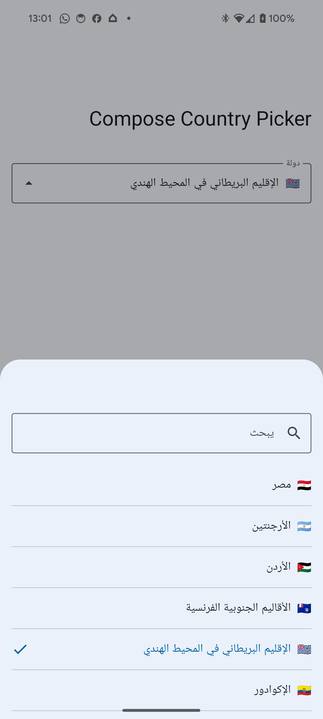 13:01
100%
Compose Country Picker
دولة
الإقليم البريطاني في المحيط الهندي
يبحث
مصر
الأرجنتين
الأردن
الأقاليم الجنوبية الفرنسية
الإقليم البريطاني في المحيط الهندي
الإكوادور